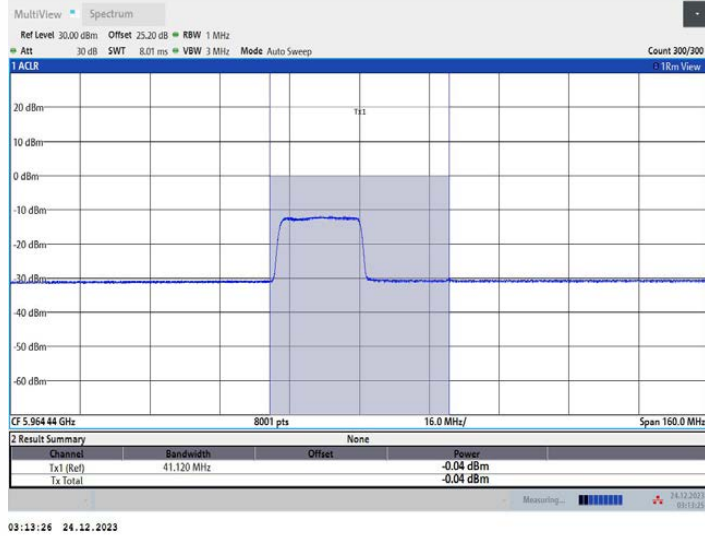 MultiView Spectrum
Ref Level 30.00 dBm Offset 25.20 dB RBW 1 MHz
Att 30 dB SWT 8.01 ms VBW 3 MHz Mode Auto Sweep Count 300/300
1 ACLR 1Rm View
20 dBm
Tx1
10 dBm
0 dBm
-10 dBm
-20 dBm
-30 dBm
-40 dBm
-50 dBm
-60 dBm
CF 5.964 44 GHz 8001 pts 16.0 MHz/ Span 160.0 MHz
2 Result Summary None
Channel Bandwidth Offset Power
Tx1 (Ref) 41.120 MHz -0.04 dBm
Tx Total -0.04 dBm
Measuring... 24.12.2023
03:13:25
03:13:26 24.12.2023